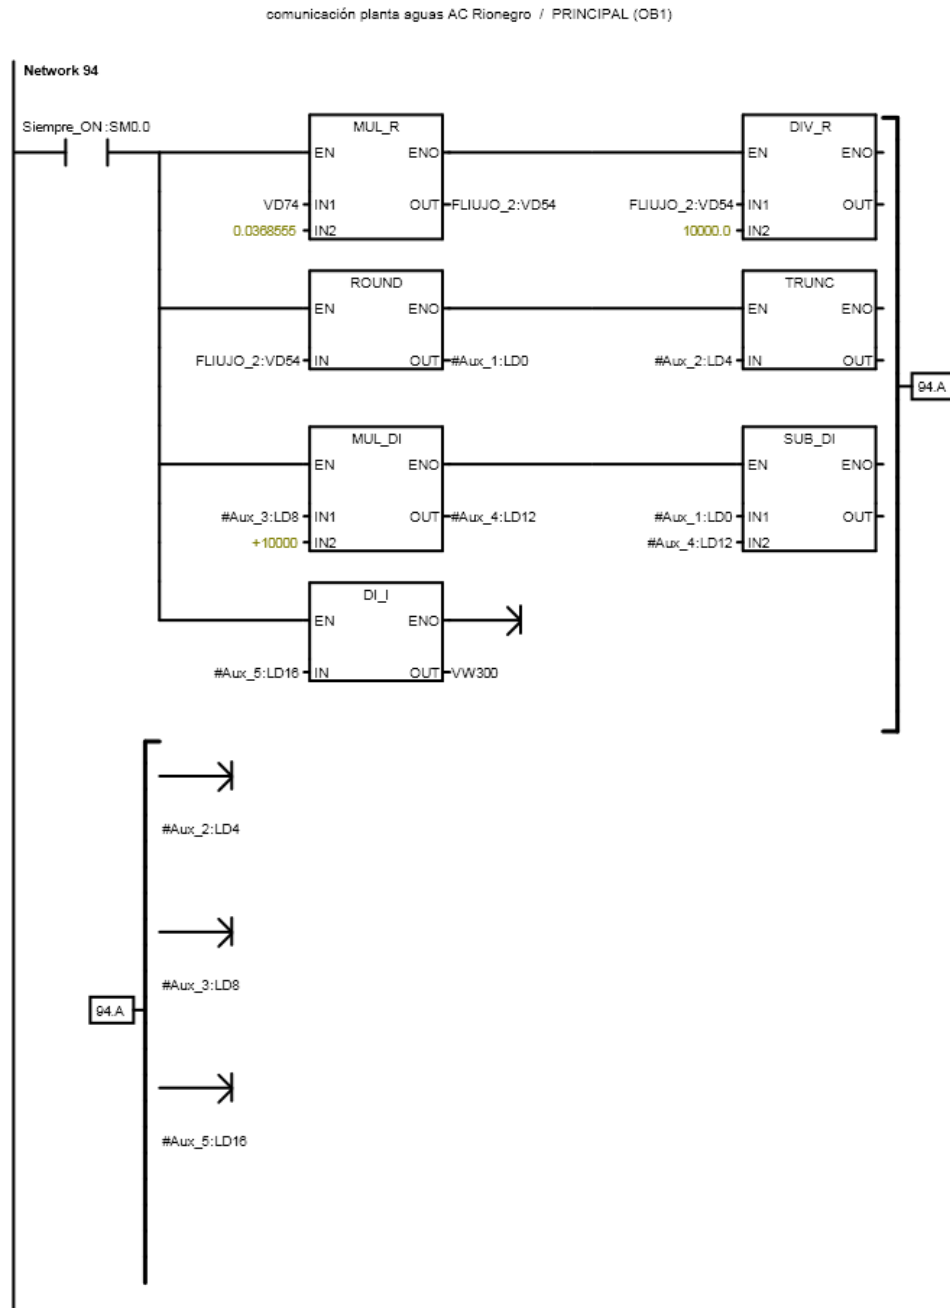 comunicación planta aguas AC Rionegro / PRINCIPAL (OB1)
Network 94
Siempre_ON:SM0.0
MUL_R
EN ENO
VD74 IN1 OUT FLIUJO_2:VD54
0.0368555 IN2
DIV_R
EN ENO
FLIUJO_2:VD54 IN1 OUT
10000.0 IN2
ROUND
EN ENO
FLIUJO_2:VD54 IN OUT #Aux_1:LD0
TRUNC
EN ENO
#Aux_2:LD4 IN OUT
94.A
MUL_DI
EN ENO
#Aux_3:LD8 IN1 OUT #Aux_4:LD12
+10000 IN2
SUB_DI
EN ENO
#Aux_1:LD0 IN1 OUT
#Aux_4:LD12 IN2
DI_I
EN ENO
#Aux_5:LD16 IN OUT VW300
#Aux_2:LD4
#Aux_3:LD8
94.A
#Aux_5:LD16